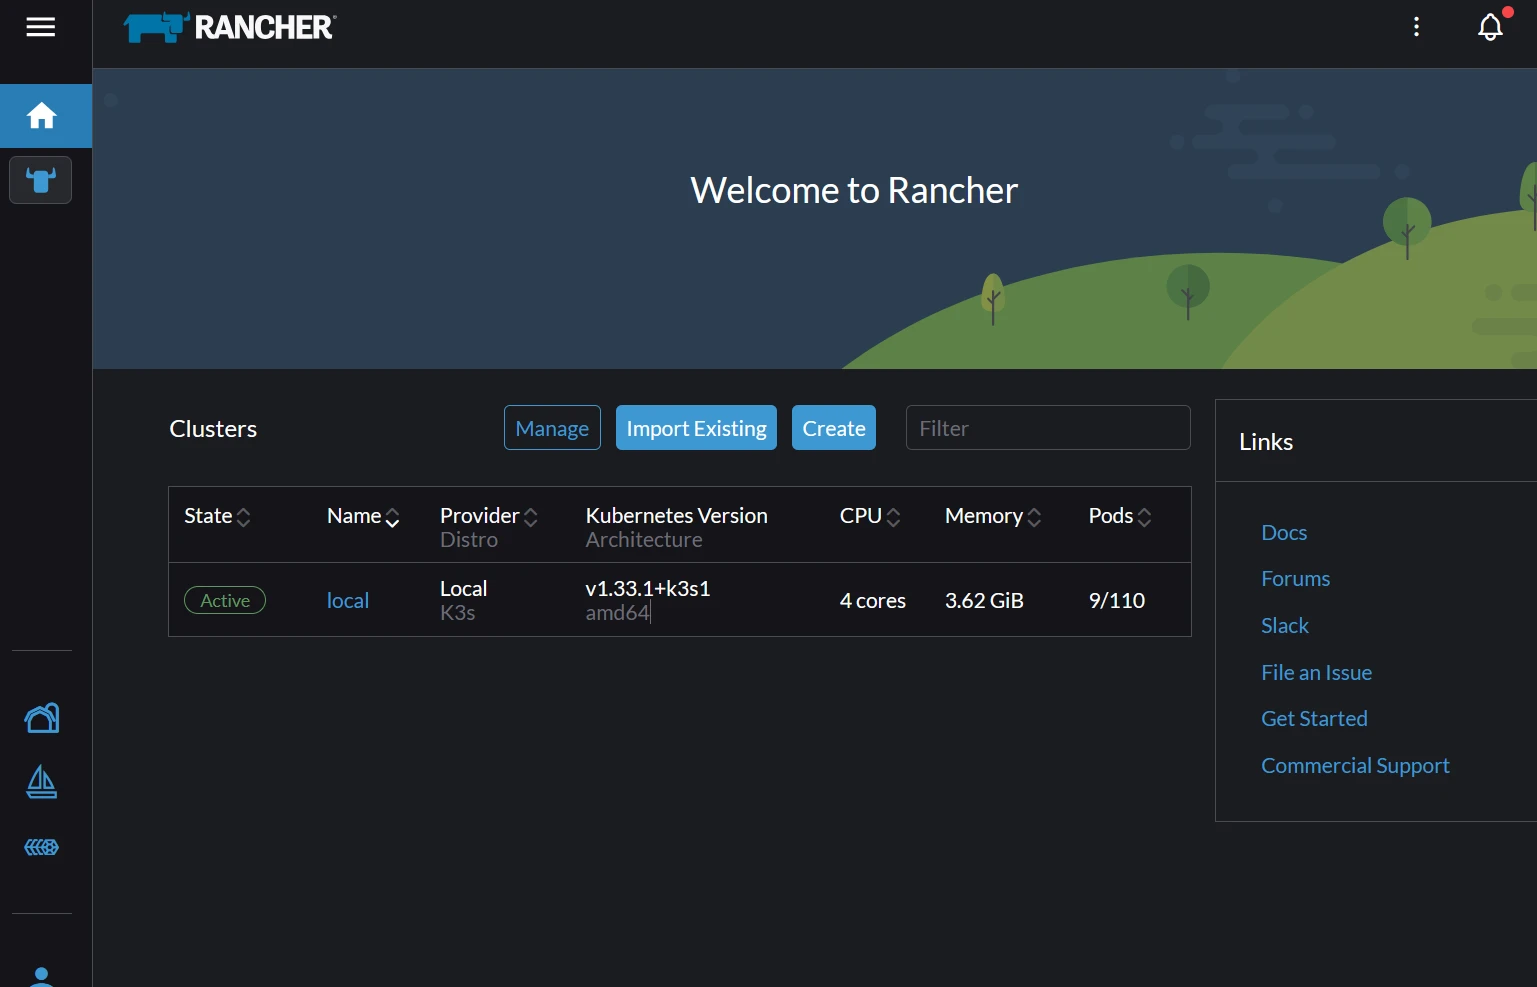 RANCHER
Welcome to Rancher
Clusters
Manage
Import Existing
Create
Filter
State
Name
Provider
Distro
Kubernetes Version
Architecture
CPU
Memory
Pods
Active
local
Local
K3s
v1.33.1+k3s1
amd64
4 cores
3.62 GiB
9/110
Links
Docs
Forums
Slack
File an Issue
Get Started
Commercial Support